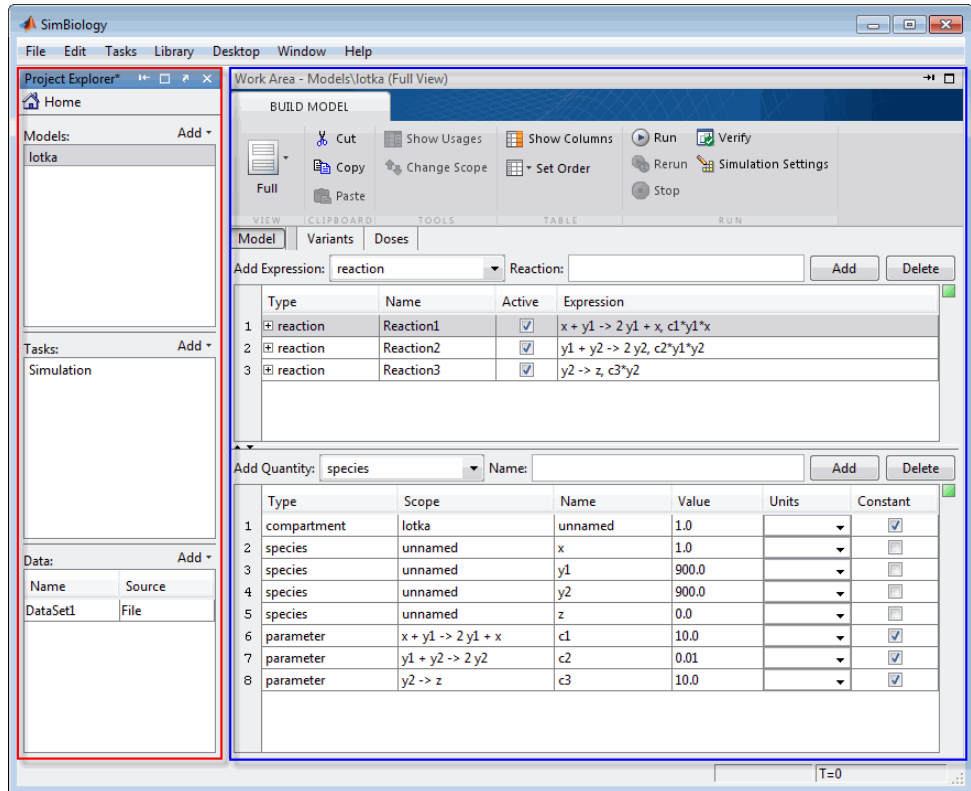 SimBiology
File Edit Tasks Library Desktop Window Help
Project Explorer*
Home
Models: Add
lotka
Tasks: Add
Simulation
Data: Add
Name Source
DataSet1 File
Work Area - Models\lotka (Full View)
BUILD MODEL
Full
Cut
Copy
Paste
Show Usages
Change Scope
Show Columns
Set Order
Run
Rerun
Stop
Verify
Simulation Settings
VIEW CLIPBOARD TOOLS TABLE RUN
Model Variants Doses
Add Expression: reaction Reaction: Add Delete
Type Name Active Expression
1 reaction Reaction1 x + y1 -> 2 y1 + x, c1*y1*x
2 reaction Reaction2 y1 + y2 -> 2 y2, c2*y1*y2
3 reaction Reaction3 y2 -> z, c3*y2
Add Quantity: species Name: Add Delete
Type Scope Name Value Units Constant
1 compartment lotka unnamed 1.0
2 species unnamed x 1.0
3 species unnamed y1 900.0
4 species unnamed y2 900.0
5 species unnamed z 0.0
6 parameter x + y1 -> 2 y1 + x c1 10.0
7 parameter y1 + y2 -> 2 y2 c2 0.01
8 parameter y2 -> z c3 10.0
T=0